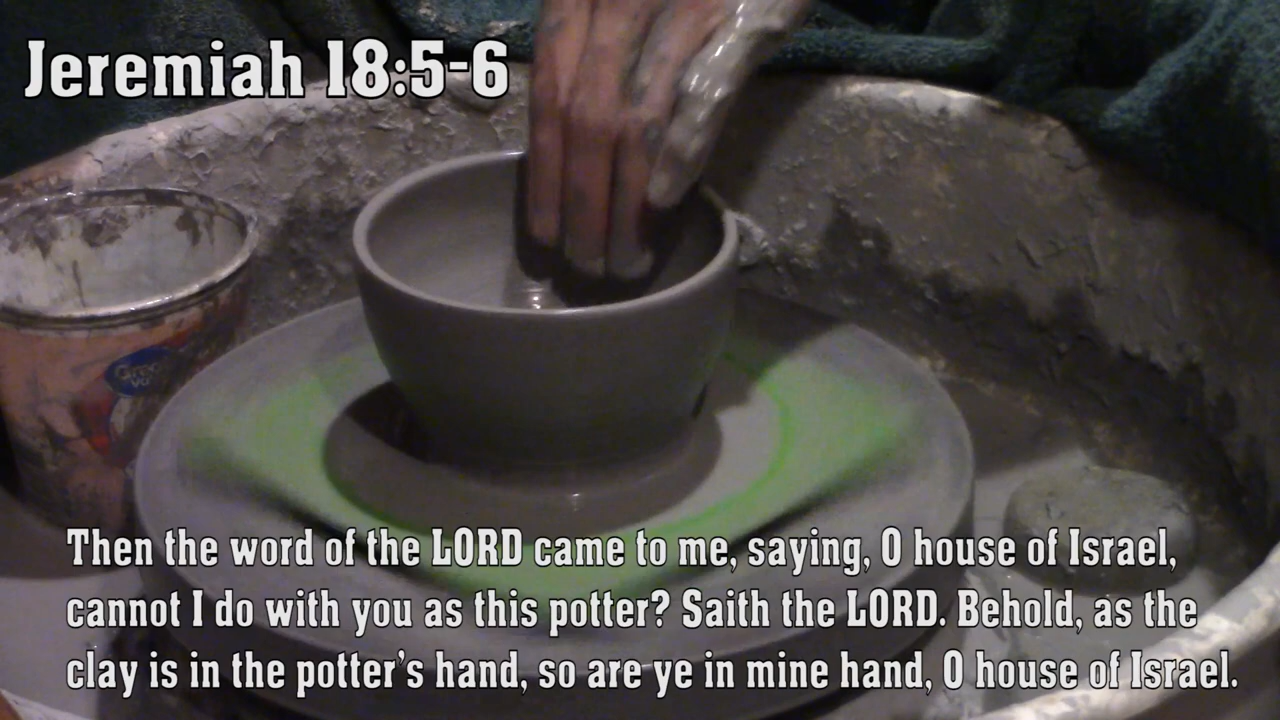 Jeremiah 18:5-6
Then the word of the LORD came to me, saying, O house of Israel,
cannot I do with you as this potter? Saith the LORD. Behold, as the
clay is in the potter's hand, so are ye in mine hand, O house of Israel.